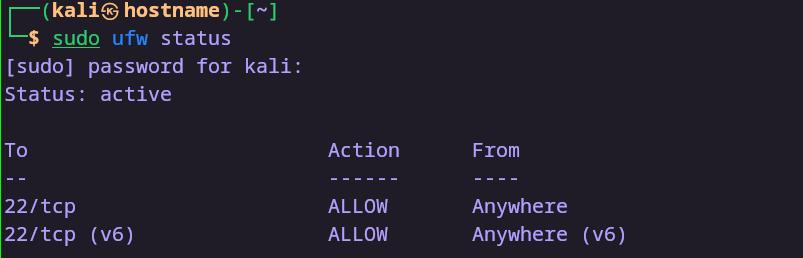 ┌──(kali㉿hostname)-[~]
└─$ sudo ufw status
[sudo] password for kali:
Status: active
To                         Action      From
--                         ------      ----
22/tcp                     ALLOW       Anywhere
22/tcp (v6)                ALLOW       Anywhere (v6)